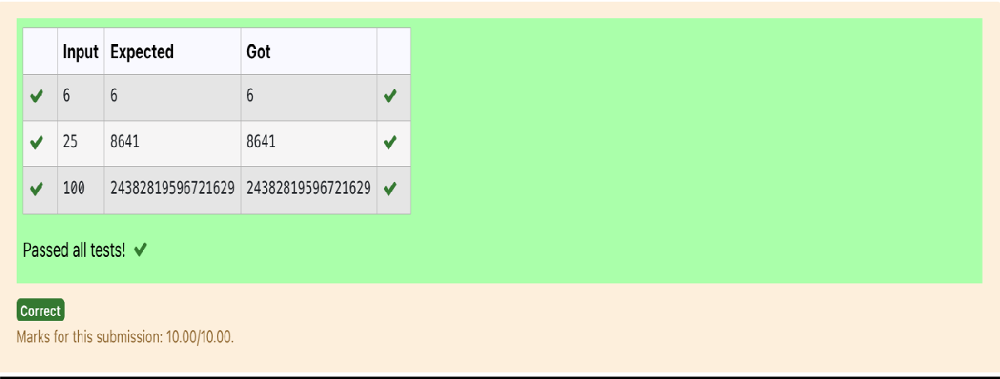 Input Expected Got
6 6 6
25 8641 8641
100 24382819596721629 24382819596721629
Passed all tests!
Correct
Marks for this submission: 10.00/10.00.